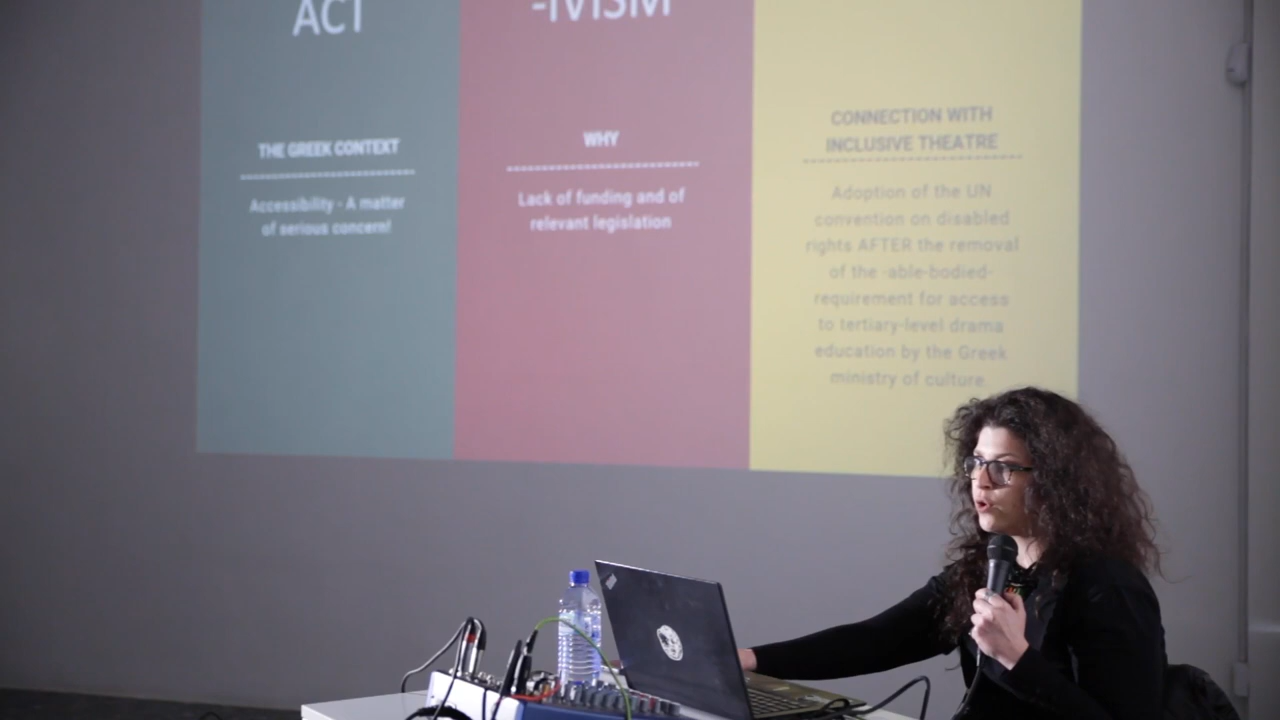 ACT
THE GREEK CONTEXT
Accessibility - A matter
of serious concern!
-IVISM
WHY
Lack of funding and of
relevant legislation
CONNECTION WITH
INCLUSIVE THEATRE
Adoption of the UN
convention on disabled
rights AFTER the removal
of the -able-bodied-
requirement for access
to tertiary-level drama
education by the Greek
ministry of culture.